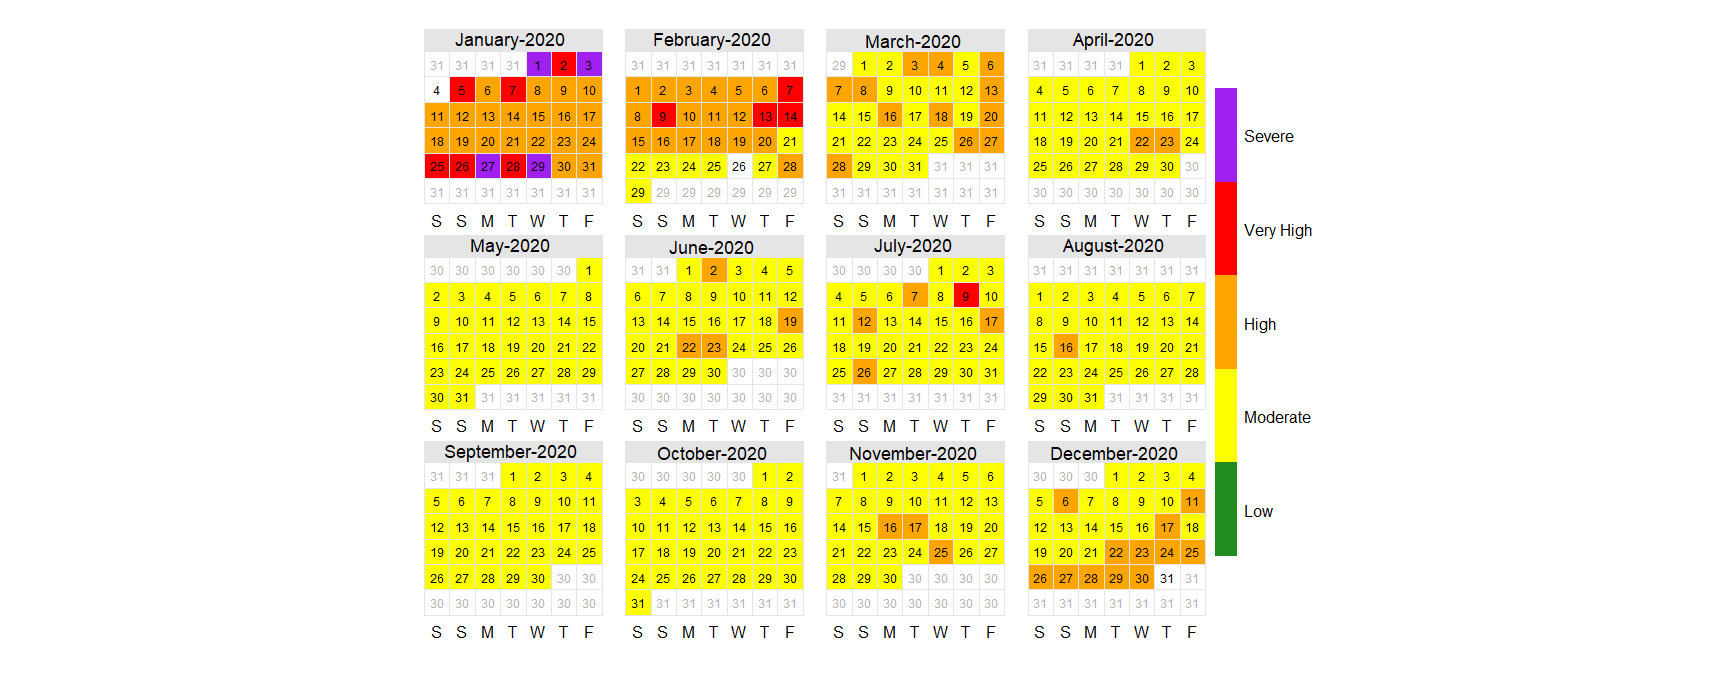 January-2020 February-2020 March-2020 April-2020
31 31 31 31 1 2 3 31 31 31 31 31 31 31 29 1 2 3 4 5 6 31 31 31 31 1 2 3
4 5 6 7 8 9 10 1 2 3 4 5 6 7 7 8 9 10 11 12 13 4 5 6 7 8 9 10
11 12 13 14 15 16 17 8 9 10 11 12 13 14 14 15 16 17 18 19 20 11 12 13 14 15 16 17
Severe
18 19 20 21 22 23 24 15 16 17 18 19 20 21 21 22 23 24 25 26 27 18 19 20 21 22 23 24
25 26 27 28 29 30 31 22 23 24 25 26 27 28 28 29 30 31 31 31 31 25 26 27 28 29 30 30
31 31 31 31 31 31 31 29 29 29 29 29 29 29 31 31 31 31 31 31 31 30 30 30 30 30 30 30
S S M T W T F S S M T W T F S S M T W T F S S M T W T F
Very High
May-2020 June-2020 July-2020 August-2020
30 30 30 30 30 30 1 31 31 1 2 3 4 5 30 30 30 30 1 2 3 31 31 31 31 31 31 31
2 3 4 5 6 7 8 6 7 8 9 10 11 12 4 5 6 7 8 9 10 1 2 3 4 5 6 7
9 10 11 12 13 14 15 13 14 15 16 17 18 19 11 12 13 14 15 16 17 8 9 10 11 12 13 14
High
16 17 18 19 20 21 22 20 21 22 23 24 25 26 18 19 20 21 22 23 24 15 16 17 18 19 20 21
23 24 25 26 27 28 29 27 28 29 30 30 30 30 25 26 27 28 29 30 31 22 23 24 25 26 27 28
30 31 31 31 31 31 31 30 30 30 30 30 30 30 31 31 31 31 31 31 31 29 30 31 31 31 31 31
Moderate
S S M T W T F S S M T W T F S S M T W T F S S M T W T F
September-2020 October-2020 November-2020 December-2020
31 31 31 1 2 3 4 30 30 30 30 30 1 2 31 1 2 3 4 5 6 30 30 30 1 2 3 4
5 6 7 8 9 10 11 3 4 5 6 7 8 9 7 8 9 10 11 12 13 5 6 7 8 9 10 11
Low
12 13 14 15 16 17 18 10 11 12 13 14 15 16 14 15 16 17 18 19 20 12 13 14 15 16 17 18
19 20 21 22 23 24 25 17 18 19 20 21 22 23 21 22 23 24 25 26 27 19 20 21 22 23 24 25
26 27 28 29 30 30 30 24 25 26 27 28 29 30 28 29 30 30 30 30 30 26 27 28 29 30 31 31
30 30 30 30 30 30 30 31 31 31 31 31 31 31 30 30 30 30 30 30 30 31 31 31 31 31 31 31
S S M T W T F S S M T W T F S S M T W T F S S M T W T F